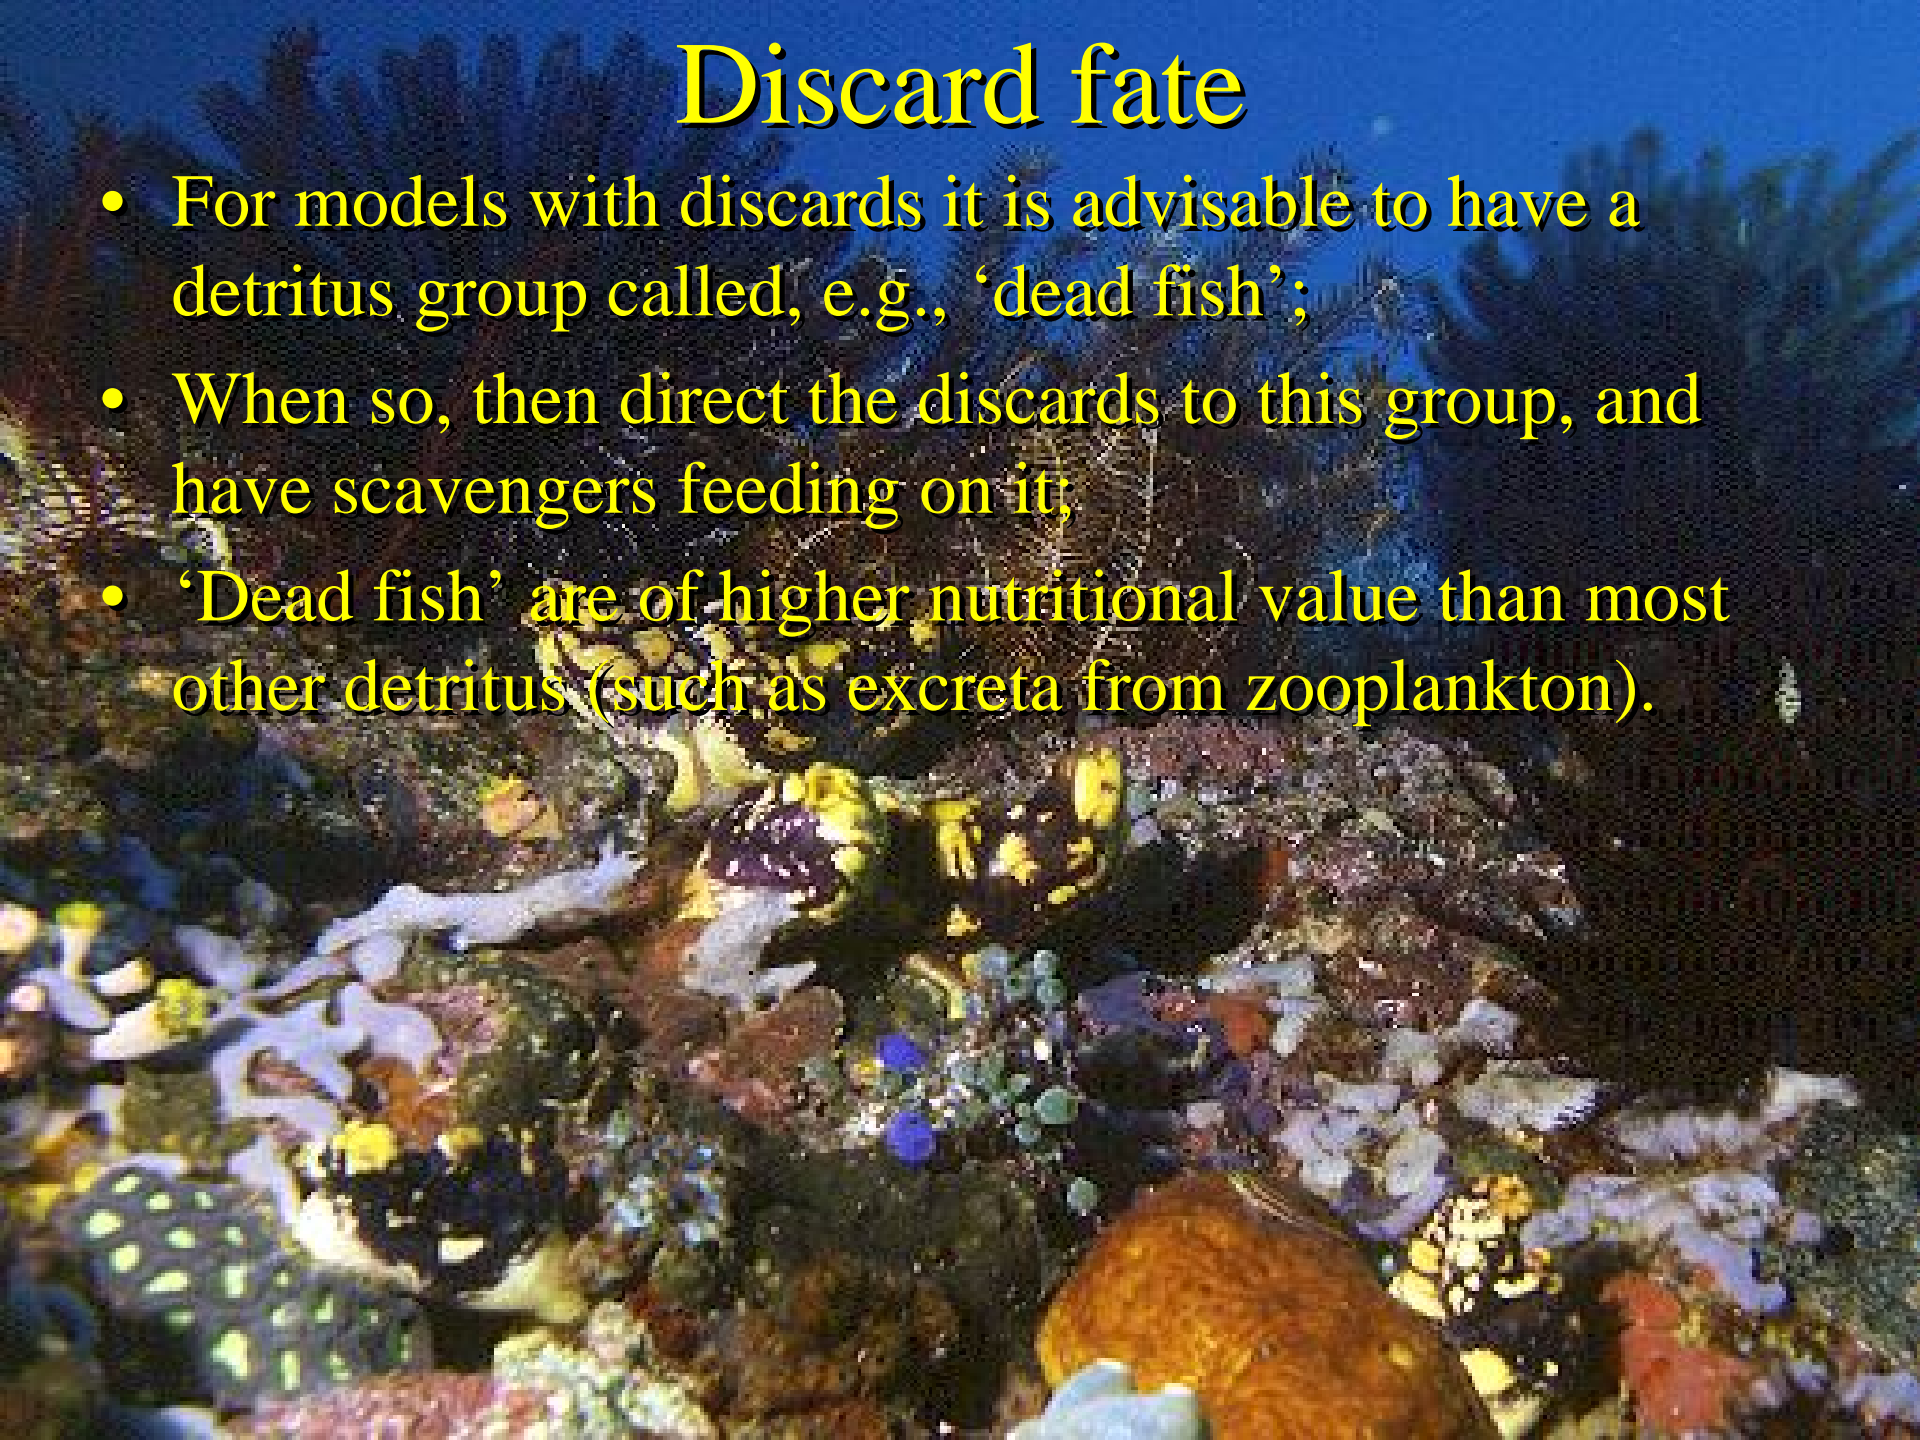 Discard fate
• For models with discards it is advisable to have a
detritus group called, e.g., ‘dead fish’;
• When so, then direct the discards to this group, and
have scavengers feeding on it;
• ‘Dead fish’ are of higher nutritional value than most
other detritus (such as excreta from zooplankton).